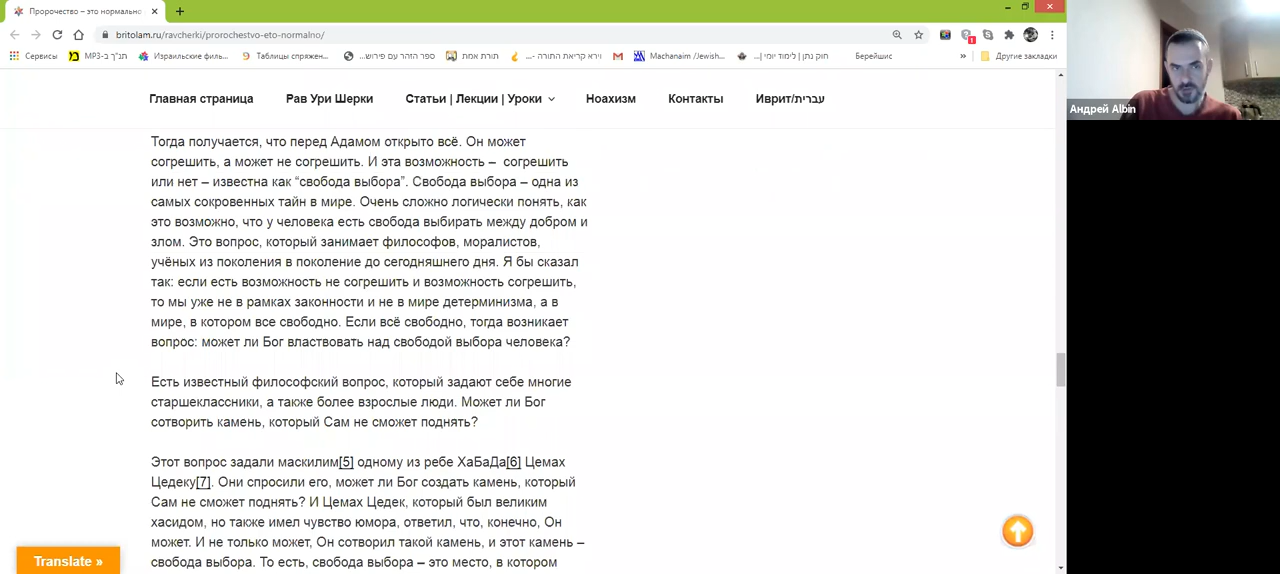 Пророчество – это нормально
britolam.ru/ravcherki/prorochestvo-eto-normalno/
1
Сервисы
תנ"ך ב-MP3
Израильские филь...
Таблицы спряжен...
ספר הזהר עם פירוש...
תורת אמת
וירא קריאת התורה -...
Machanaim /Jewish...
חוק נתן | לימוד יומי |...
Берейшис
»
Другие закладки
Главная страница
Рав Ури Шерки
Статьи | Лекции | Уроки
Ноахизм
Контакты
Иврит/עברית
Андрей Albin
Тогда получается, что перед Адамом открыто всё. Он может
согрешить, а может не согрешить. И эта возможность – согрешить
или нет – известна как “свобода выбора”. Свобода выбора – одна из
самых сокровенных тайн в мире. Очень сложно логически понять, как
это возможно, что у человека есть свобода выбирать между добром и
злом. Это вопрос, который занимает философов, моралистов,
учёных из поколения в поколение до сегодняшнего дня. Я бы сказал
так: если есть возможность не согрешить и возможность согрешить,
то мы уже не в рамках законности и не в мире детерминизма, а в
мире, в котором все свободно. Если всё свободно, тогда возникает
вопрос: может ли Бог властвовать над свободой выбора человека?
Есть известный философский вопрос, который задают себе многие
старшеклассники, а также более взрослые люди. Может ли Бог
сотворить камень, который Сам не сможет поднять?
Этот вопрос задали маскилим[5] одному из ребе ХаБаДа[6] Цемах
Цедеку[7]. Они спросили его, может ли Бог создать камень, который
Сам не сможет поднять? И Цемах Цедек, который был великим
хасидом, но также имел чувство юмора, ответил, что, конечно, Он
может. И не только может, Он сотворил такой камень, и этот камень –
свобода выбора. То есть, свобода выбора – это место, в котором
Translate »